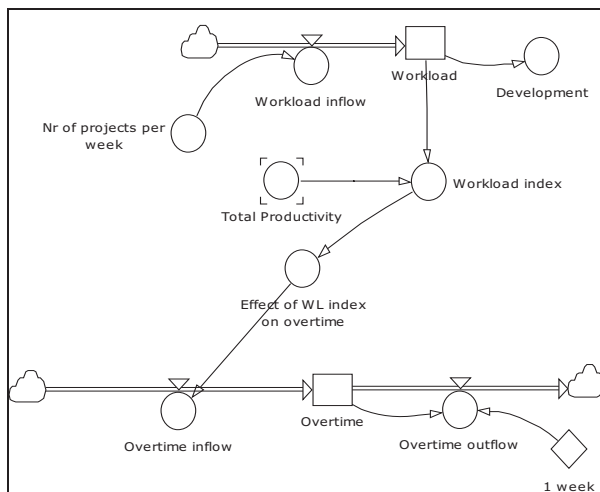 Workload
Workload inflow
Development
Nr of projects per
week
Workload index
Total Productivity
Effect of WL index
on overtime
Overtime
Overtime inflow
Overtime outflow
1 week